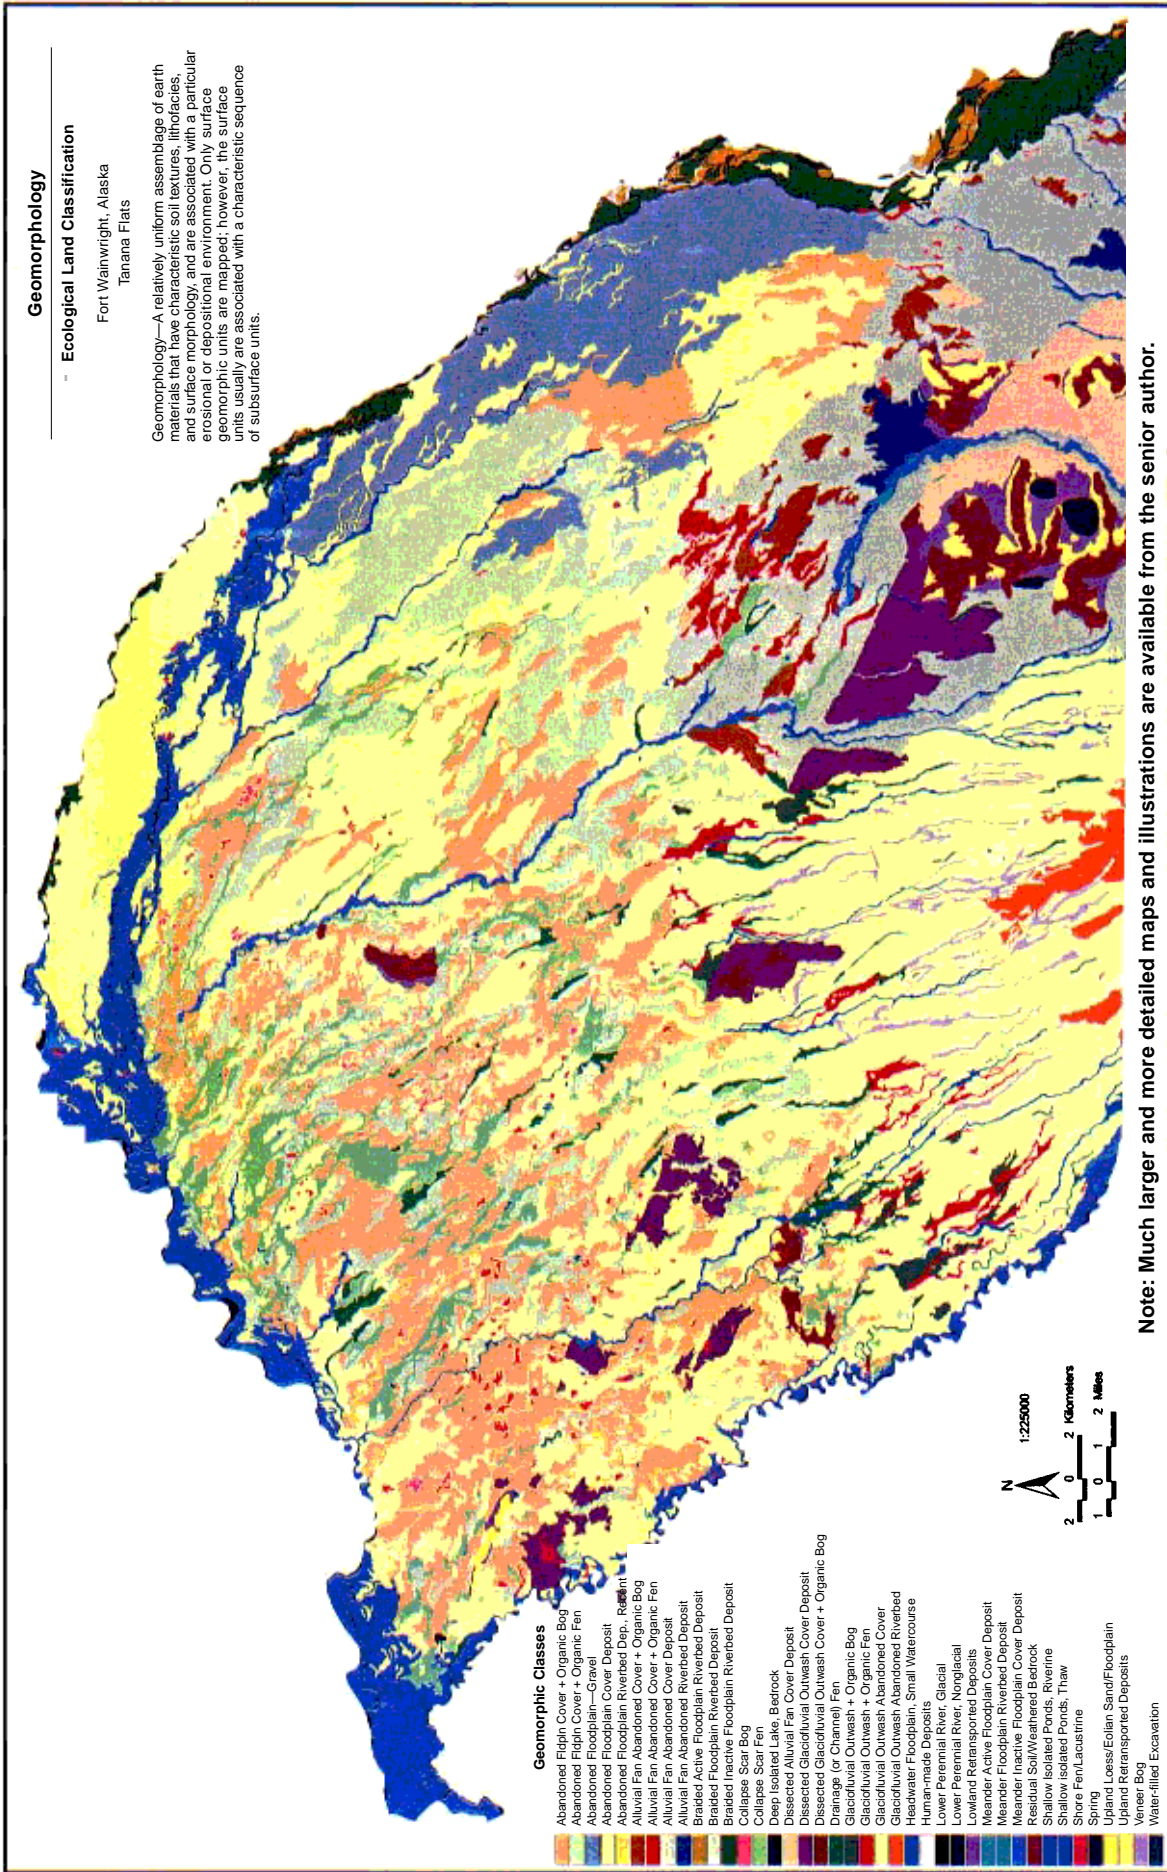 Geomorphology
Ecological Land Classification
Fort Wainwright, Alaska
Tanana Flats
Geomorphology—A relatively uniform assemblage of earth
materials that have characteristic soil textures, lithofacies,
and surface morphology, and are associated with a particular
erosional or depositional environment. Only surface
geomorphic units are mapped; however, the surface
units usually are associated with a characteristic sequence
of subsurface units.
Geomorphic Classes
Abandoned Fldpln Cover + Organic Bog
Abandoned Fldpln Cover + Organic Fen
Abandoned Floodplain—Gravel
Abandoned Floodplain Cover Deposit
Abandoned Floodplain Riverbed Dep., Recent
Alluvial Fan Abandoned Cover + Organic Bog
Alluvial Fan Abandoned Cover + Organic Fen
Alluvial Fan Abandoned Cover Deposit
Alluvial Fan Abandoned Riverbed Deposit
Braided Active Floodplain Riverbed Deposit
Braided Floodplain Riverbed Deposit
Braided Inactive Floodplain Riverbed Deposit
Collapse Scar Bog
Collapse Scar Fen
Deep Isolated Lake, Bedrock
Dissected Alluvial Fan Cover Deposit
Dissected Glaciofluvial Outwash Cover Deposit
Dissected Glaciofluvial Outwash Cover + Organic Bog
Drainage (or Channel) Fen
Glaciofluvial Outwash + Organic Bog
Glaciofluvial Outwash + Organic Fen
Glaciofluvial Outwash Abandoned Cover
Glaciofluvial Outwash Abandoned Riverbed
Headwater Floodplain, Small Watercourse
Human-made Deposits
Lower Perennial River, Glacial
Lower Perennial River, Nonglacial
Lowland Retransported Deposits
Meander Active Floodplain Cover Deposit
Meander Floodplain Riverbed Deposit
Meander Inactive Floodplain Cover Deposit
Residual Soil/Weathered Bedrock
Shallow Isolated Ponds, Riverine
Shallow Isolated Ponds, Thaw
Shore Fen/Lacustrine
Spring
Upland Loess/Eolian Sand/Floodplain
Upland Retransported Deposits
Veneer Bog
Water-filled Excavation
N
1:225000
2 0 2 Kilometers
1 0 1 2 Miles
Note: Much larger and more detailed maps and illustrations are available from the senior author.